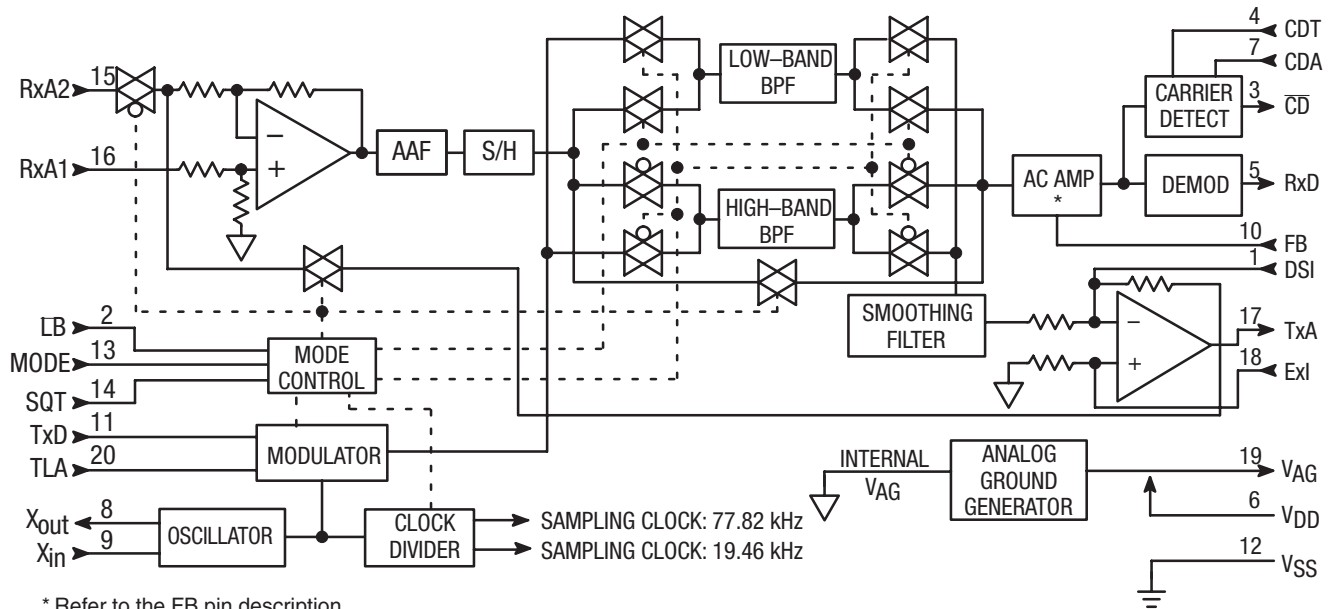 4 CDT
7 CDA
3 CD
CARRIER DETECT
LOW–BAND BPF
RxA2 15
RxA1 16
–
+
AAF
S/H
HIGH–BAND BPF
AC AMP *
DEMOD
5 RxD
10 FB
1 DSI
SMOOTHING FILTER
–
+
17 TxA
18 ExI
LB 2
MODE 13
SQT 14
MODE CONTROL
TxD 11
TLA 20
MODULATOR
INTERNAL VAG
ANALOG GROUND GENERATOR
19 VAG
6 VDD
12 VSS
Xout 8
Xin 9
OSCILLATOR
CLOCK DIVIDER
SAMPLING CLOCK: 77.82 kHz
SAMPLING CLOCK: 19.46 kHz
* Refer to the FB pin description